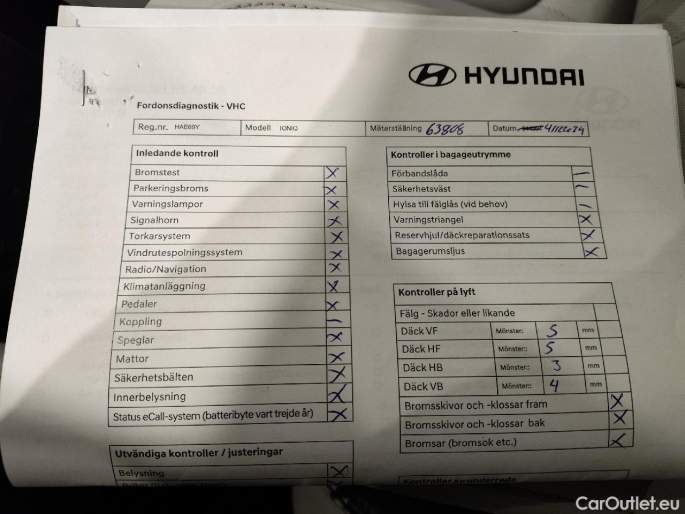 HYUNDAI
Fordonsdiagnostik - VHC
Reg.nr. HAE68Y Modell IONIQ Mätarställning 63808 Datum
Inledande kontroll
Bromstest X
Parkeringsbroms X
Varningslampor X
Signalhorn X
Torkarsystem X
Vindrutespolningssystem X
Radio/Navigation X
Klimatanläggning X
Pedaler X
Koppling –
Speglar X
Mattor X
Säkerhetsbälten X
Innerbelysning X
Status eCall-system (batteribyte vart trejde år) X
Utvändiga kontroller / justeringar
Belysning X
Kontroller i bagageutrymme
Förbandslåda –
Säkerhetsväst –
Hylsa till fälglås (vid behov) –
Varningstriangel X
Reservhjul/däckreparationssats X
Bagagerumsljus X
Kontroller på lyft
Fälg - Skador eller likande
Däck VF Mönster: 5 mm
Däck HF Mönster: 5 mm
Däck HB Mönster: 3 mm
Däck VB Mönster: 4 mm
Bromsskivor och -klossar fram X
Bromsskivor och -klossar bak X
Bromsar (bromsok etc.) X
CarOutlet.eu